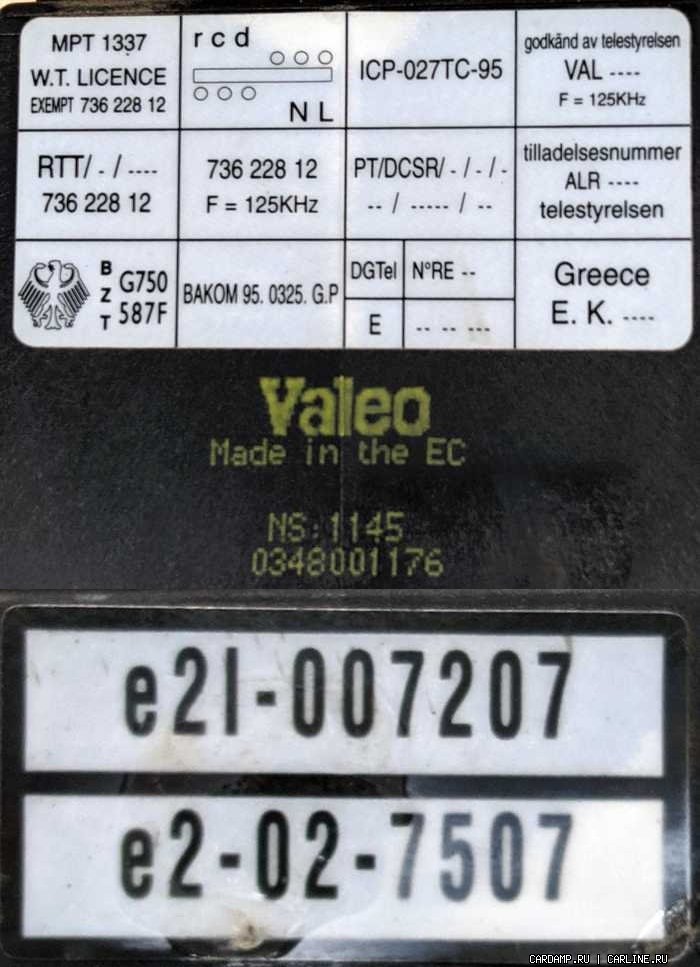 MPT 1337
W.T. LICENCE
EXEMPT 736 228 12
r c d
N L
ICP-027TC-95
godkänd av telestyrelsen
VAL ----
F = 125KHz
RTT/ - / ----
736 228 12
736 228 12
F = 125KHz
PT/DCSR/ - / - / -
-- / ----- / --
tilladelsesnummer
ALR ----
telestyrelsen
B
Z
T
G750
587F
BAKOM 95. 0325. G.P
DGTel
N°RE --
E
-- -- ---
Greece
E. K. ----
Valeo
Made in the EC
NS:1145
0348001176
e2I-007207
e2-02-7507
CARDAMP.RU | CARLINE.RU